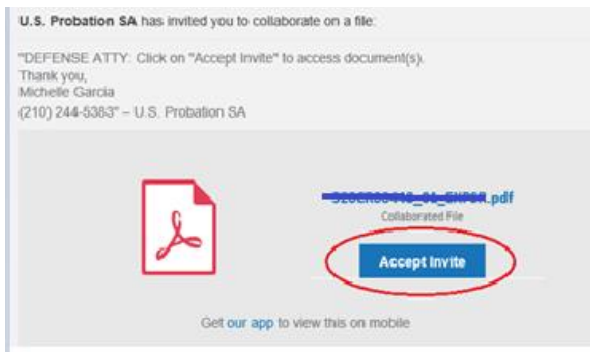 U.S. Probation SA has invited you to collaborate on a file:
"DEFENSE ATTY: Click on "Accept Invite" to access document(s).
Thank you,
Michelle Garcia
(210) 244-5363" – U.S. Probation SA
.pdf
Collaborated File
Accept Invite
Get our app to view this on mobile